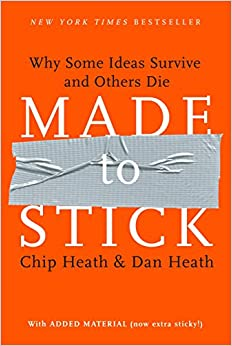 NEW YORK TIMES BESTSELLER
Why Some Ideas Survive
and Others Die
MADE
to
STICK
Chip Heath & Dan Heath
With ADDED MATERIAL (now extra sticky!)